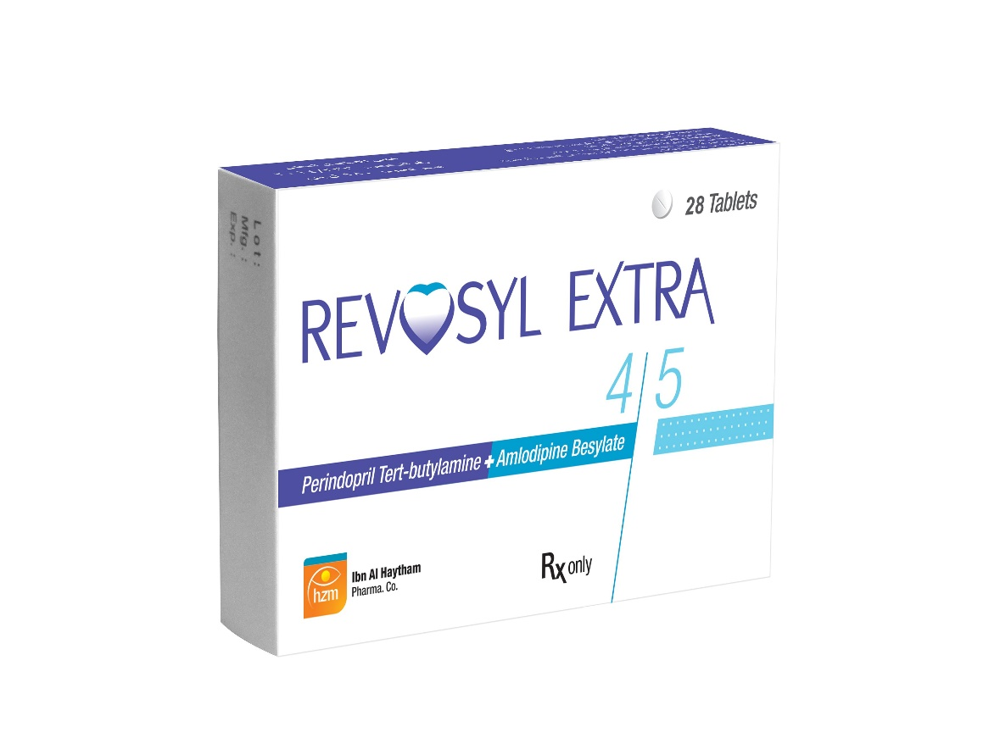 28 Tablets
REVOSYL EXTRA
4/5
Perindopril Tert-butylamine + Amlodipine Besylate
hzm
Ibn Al Haytham
Pharma. Co.
Rx only
Lot:
Mfg. :
Exp. :